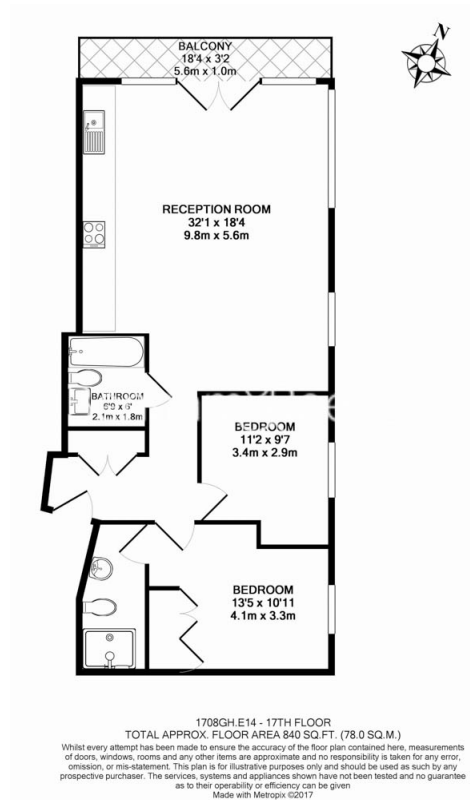 N
BALCONY
18'4 x 3'2
5.6m x 1.0m
RECEPTION ROOM
32'1 x 18'4
9.8m x 5.6m
BATHROOM
x 6'
2.1m x 1.8m
BEDROOM
11'2 x 9'7
3.4m x 2.9m
BEDROOM
13'5 x 10'11
4.1m x 3.3m
1708GH.E14 - 17TH FLOOR
TOTAL APPROX. FLOOR AREA 840 SQ.FT. (78.0 SQ.M.)
Whilst every attempt has been made to ensure the accuracy of the floor plan contained here, measurements
of doors, windows, rooms and any other items are approximate and no responsibility is taken for any error,
omission, or mis-statement. This plan is for illustrative purposes only and should be used as such by any
prospective purchaser. The services, systems and appliances shown have not been tested and no guarantee
as to their operability or efficiency can be given
Made with Metropix ©2017